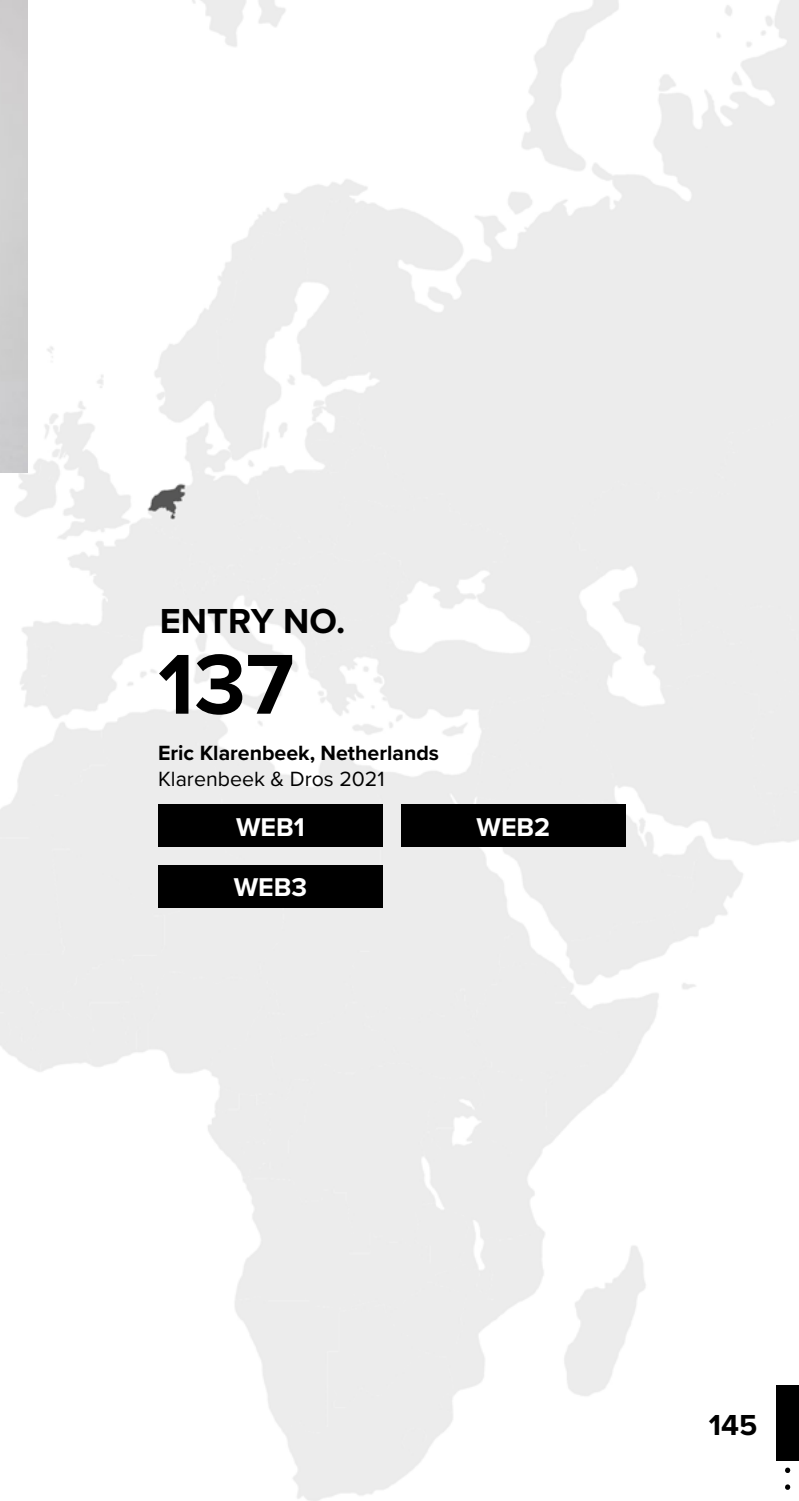 ENTRY NO.
137
Eric Klarenbeek, Netherlands
Klarenbeek & Dros 2021
WEB1 WEB2
WEB3
145